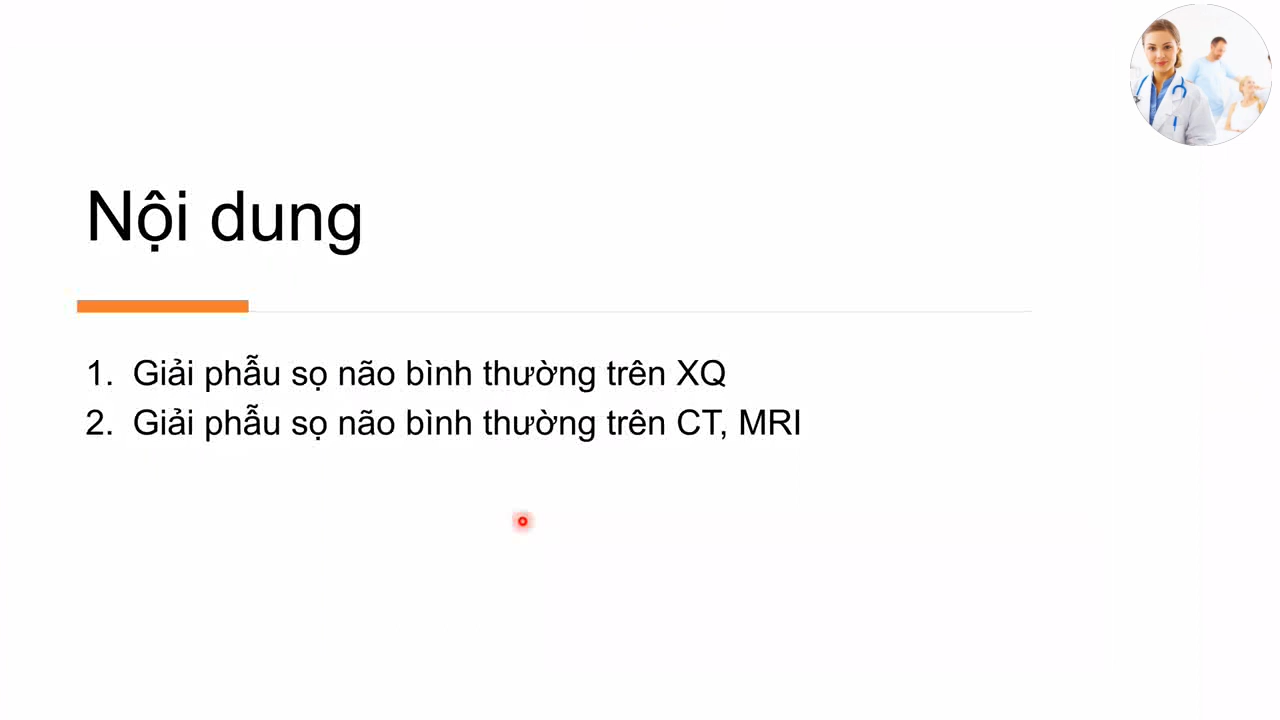 Nội dung
1. Giải phẫu sọ não bình thường trên XQ
2. Giải phẫu sọ não bình thường trên CT, MRI